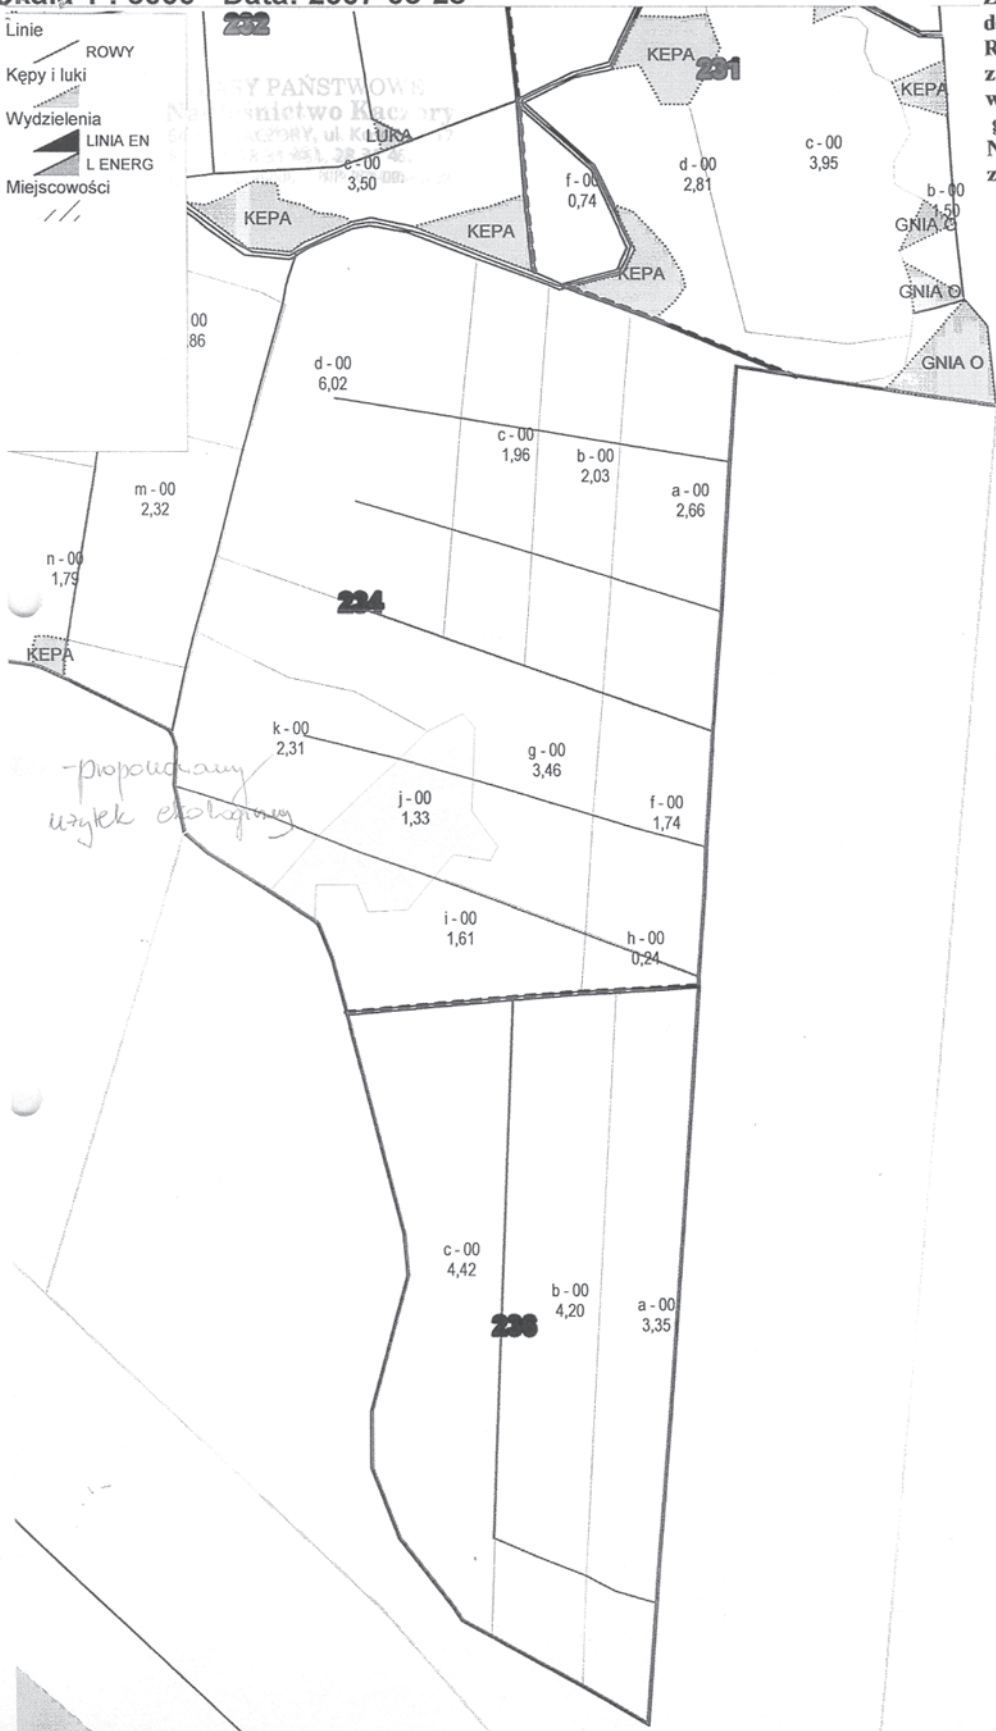 Data: 2007
Linie
ROWY
Kępy i luki
Wydzielenia
LINIA EN
L ENERG
Miejscowości
232
PAŃSTWOWE
Kaczory
LUKA
e - 00
3,50
KEPA
KEPA
KEPA
231
KEPA
c - 00
3,95
d - 00
2,81
f - 00
0,74
b - 00
1,50
GNIA O
KEPA
GNIA O
GNIA O
00
86
d - 00
6,02
c - 00
1,96
b - 00
2,03
a - 00
2,66
m - 00
2,32
n - 00
1,79
234
KEPA
k - 00
2,31
g - 00
3,46
- proponowany
użytek ekologiczny
j - 00
1,33
f - 00
1,74
i - 00
1,61
h - 00
0,24
c - 00
4,42
b - 00
4,20
a - 00
3,35
236